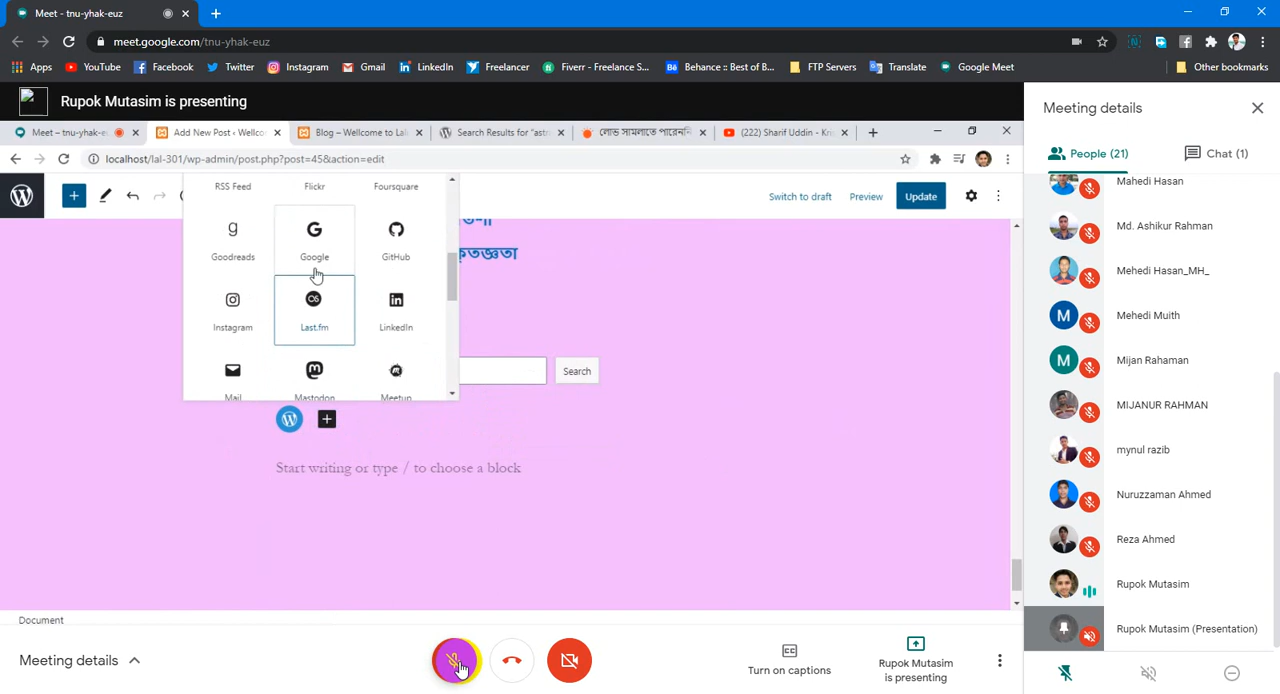 Meet - tnu-yhak-euz
meet.google.com/tnu-yhak-euz
Apps YouTube Facebook Twitter Instagram Gmail LinkedIn Freelancer Fiverr - Freelance S... Behance :: Best of B... FTP Servers Translate Google Meet Other bookmarks
Rupok Mutasim is presenting
Meet – tnu-yhak-e Add New Post ‹ Wellco Blog – Welcome to Lal Search Results for "astr (222) Sharif Uddin - Kri
localhost/lal-301/wp-admin/post.php?post=45&action=edit
Switch to draft Preview Update
RSS Feed Flickr Foursquare
Goodreads Google GitHub
কৃতজ্ঞতা
Instagram Last.fm LinkedIn
Mail Mastodon Meetup
Search
Start writing or type / to choose a block
Document
Meeting details
Turn on captions
Rupok Mutasim
is presenting
Meeting details
People (21) Chat (1)
Mahedi Hasan
Md. Ashikur Rahman
Mehedi Hasan_MH_
M Mehedi Muith
M Mijan Rahaman
MIJANUR RAHMAN
mynul razib
Nuruzzaman Ahmed
Reza Ahmed
Rupok Mutasim
Rupok Mutasim (Presentation)